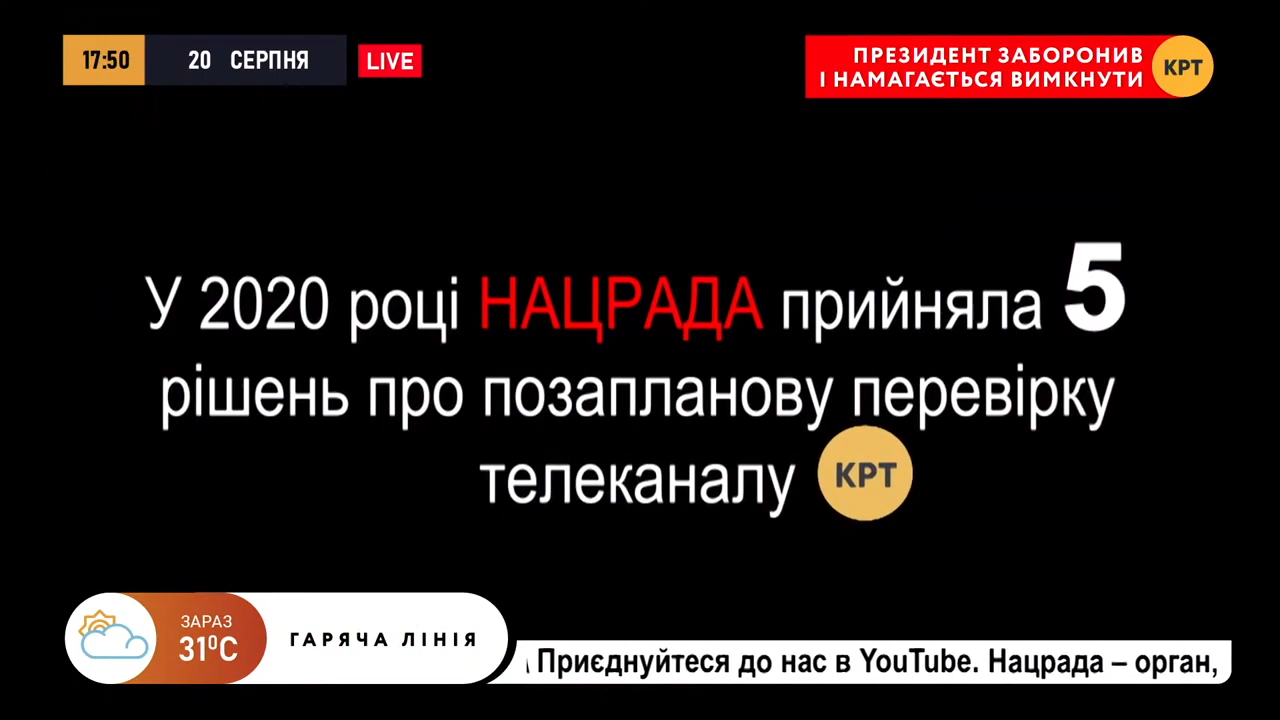 17:50 20 СЕРПНЯ LIVE
ПРЕЗИДЕНТ ЗАБОРОНИВ
І НАМАГАЄТЬСЯ ВИМКНУТИ
КРТ
У 2020 році НАЦРАДА прийняла 5
рішень про позапланову перевірку
телеканалу КРТ
ЗАРАЗ
31⁰C
ГАРЯЧА ЛІНІЯ
Приєднуйтеся до нас в YouTube. Нацрада – орган,